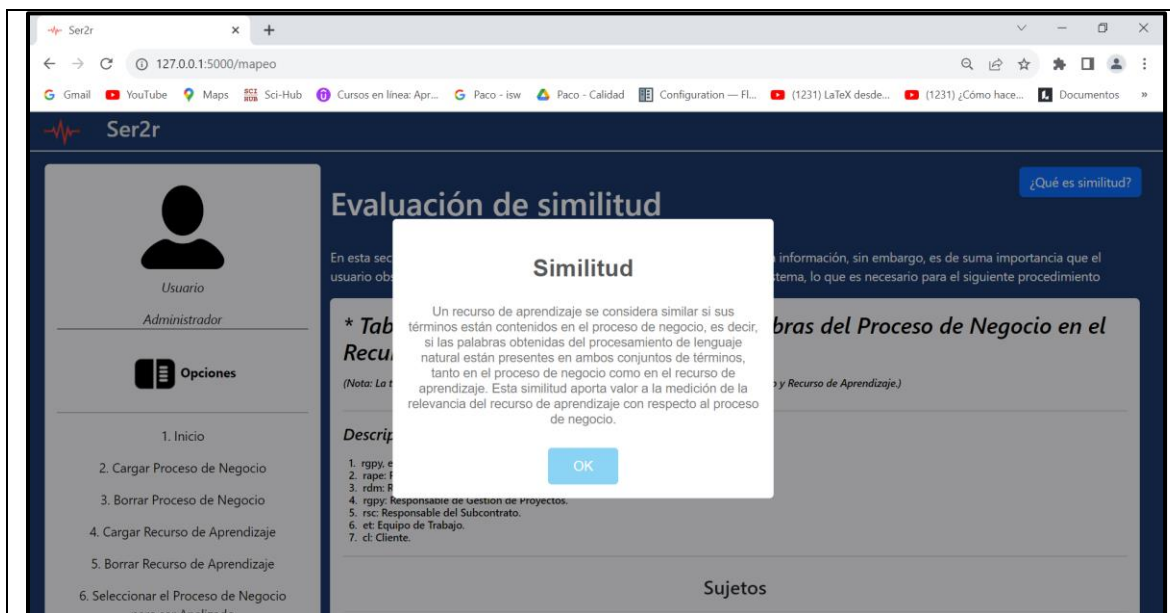 Ser2r
127.0.0.1:5000/mapeo
Gmail YouTube Maps SCI HUB Sci-Hub Cursos en línea: Apr... Paco - isw Paco - Calidad Configuration — Fl... (1231) LaTeX desde... (1231) ¿Cómo hace... Documentos »
Ser2r
¿Qué es similitud?
Usuario
Administrador
Opciones
1. Inicio
2. Cargar Proceso de Negocio
3. Borrar Proceso de Negocio
4. Cargar Recurso de Aprendizaje
5. Borrar Recurso de Aprendizaje
6. Seleccionar el Proceso de Negocio
Evaluación de similitud
En esta información, sin embargo, es de suma importancia que el
usuario lo que es necesario para el siguiente procedimiento
Similitud
Un recurso de aprendizaje se considera similar si sus
términos están contenidos en el proceso de negocio, es decir,
si las palabras obtenidas del procesamiento de lenguaje
natural están presentes en ambos conjuntos de términos,
tanto en el proceso de negocio como en el recurso de
aprendizaje. Esta similitud aporta valor a la medición de la
relevancia del recurso de aprendizaje con respecto al proceso
de negocio.
OK
* del Proceso de Negocio en el
(Nota: y Recurso de Aprendizaje.)
1. rgpy,
2. rape:
3. rdm:
4. rgpy: Responsable de Gestión de Proyectos.
5. rsc: Responsable del Subcontrato.
6. et: Equipo de Trabajo.
7. cl: Cliente.
Sujetos